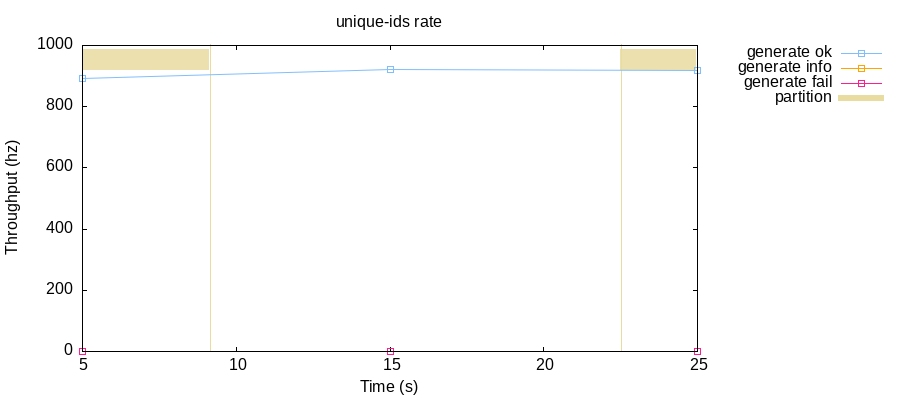 unique-ids rate
1000
800
600
400
200
0
Throughput (hz)
5
10
15
20
25
Time (s)
generate ok
generate info
generate fail
partition